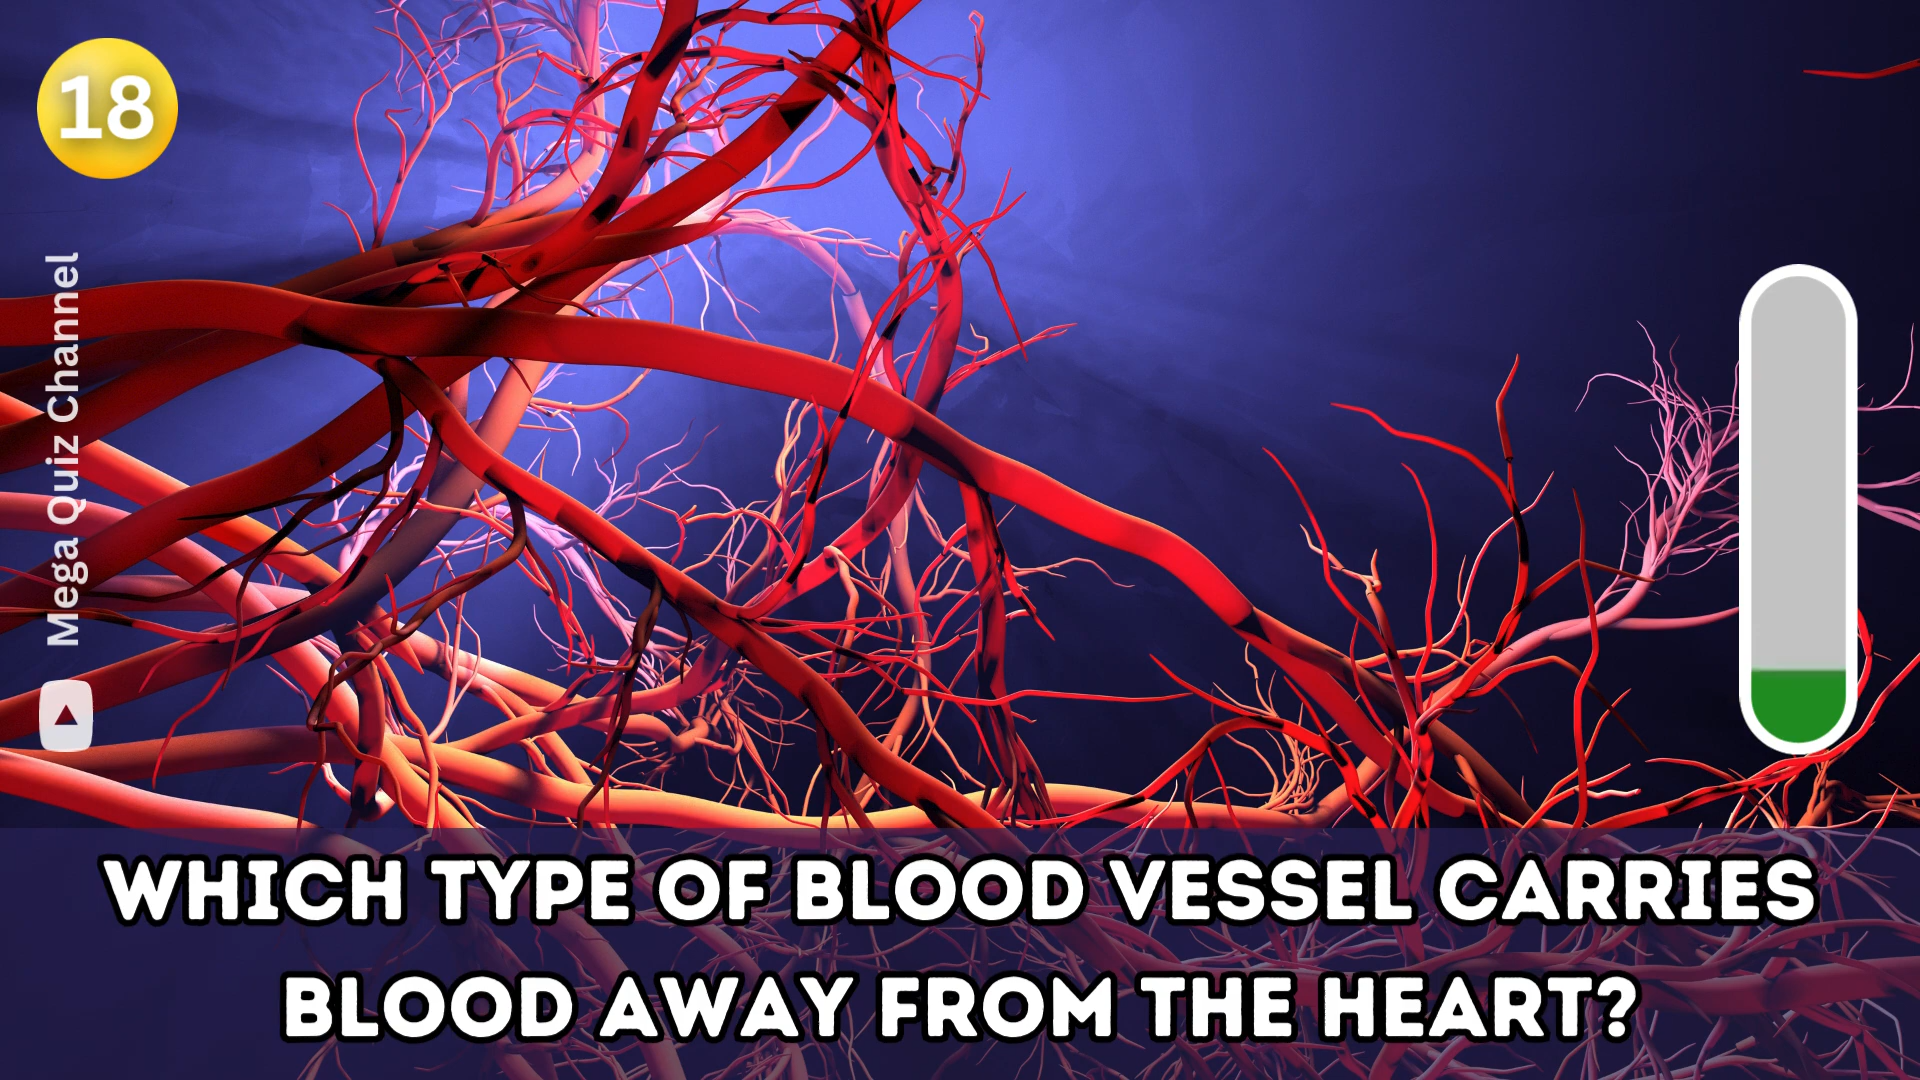 18
Mega Quiz Channel
WHICH TYPE OF BLOOD VESSEL CARRIES
BLOOD AWAY FROM THE HEART?